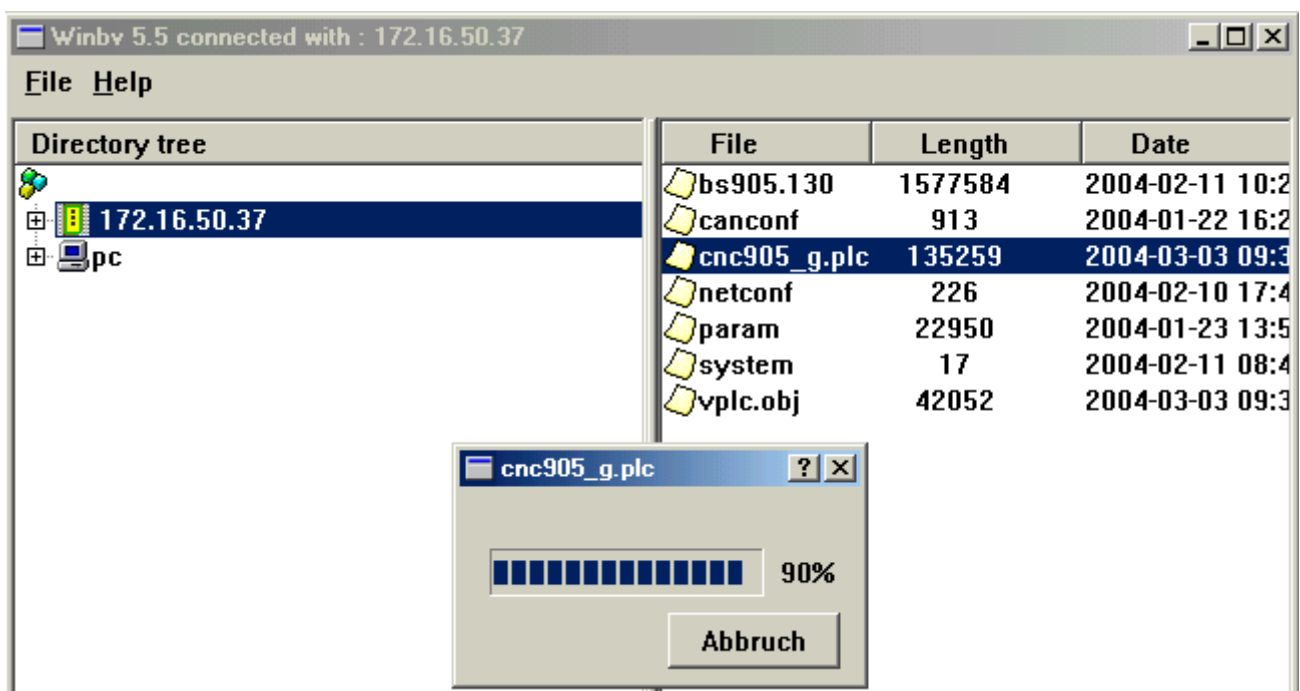 Winbv 5.5 connected with : 172.16.50.37
File Help
Directory tree
172.16.50.37
pc
File Length Date
bs905.130 1577584 2004-02-11 10:2
canconf 913 2004-01-22 16:2
cnc905_g.plc 135259 2004-03-03 09:3
netconf 226 2004-02-10 17:4
param 22950 2004-01-23 13:5
system 17 2004-02-11 08:4
vplc.obj 42052 2004-03-03 09:3
cnc905_g.plc
90%
Abbruch